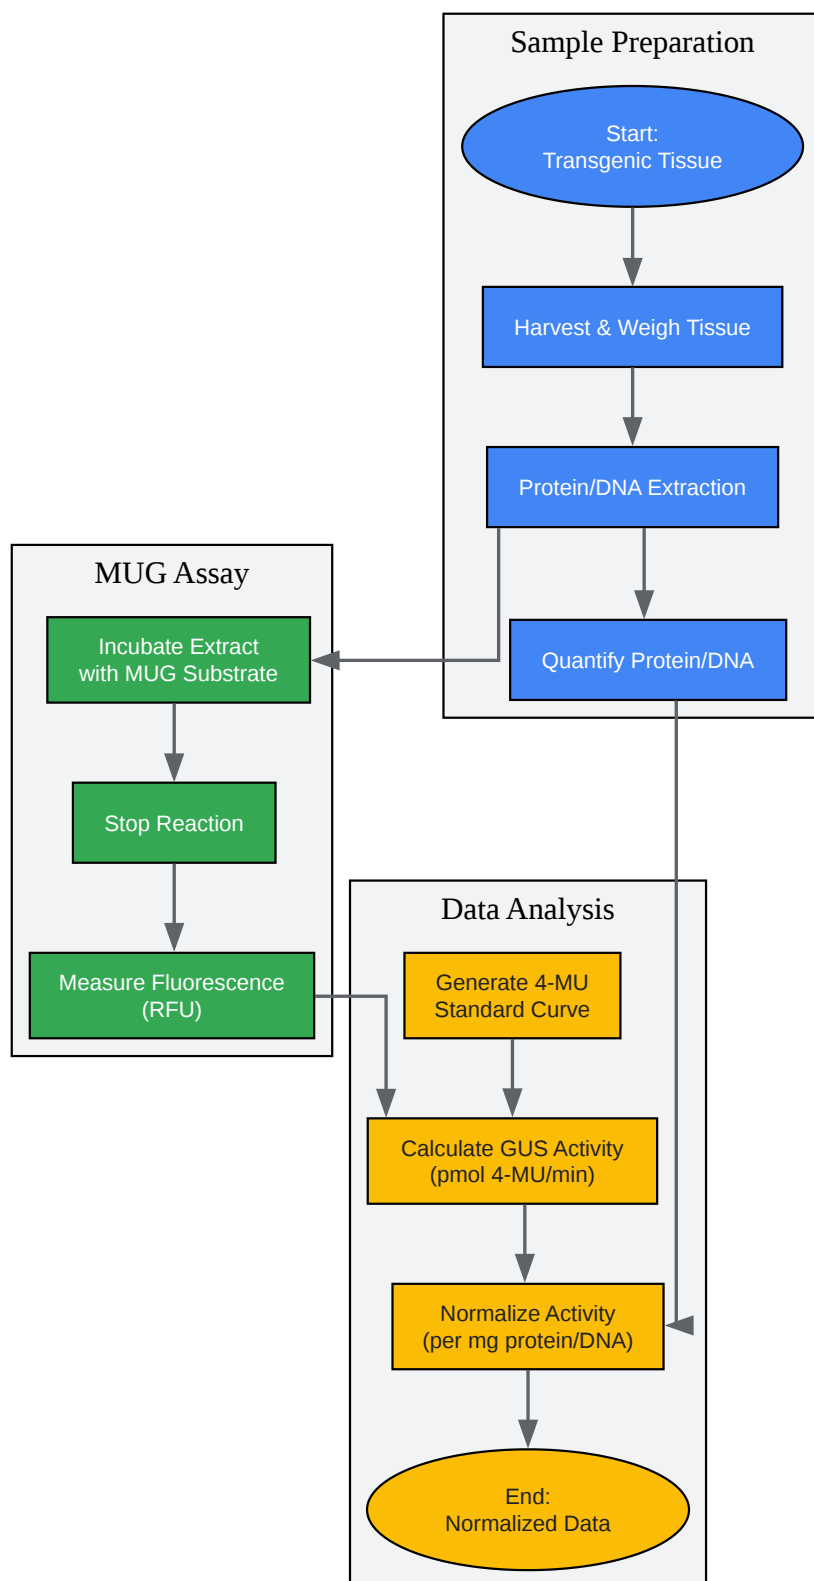 Sample Preparation
Start:
Transgenic Tissue
Harvest & Weigh Tissue
Protein/DNA Extraction
Quantify Protein/DNA
MUG Assay
Incubate Extract
with MUG Substrate
Stop Reaction
Measure Fluorescence
(RFU)
Data Analysis
Generate 4-MU
Standard Curve
Calculate GUS Activity
(pmol 4-MU/min)
Normalize Activity
(per mg protein/DNA)
End:
Normalized Data